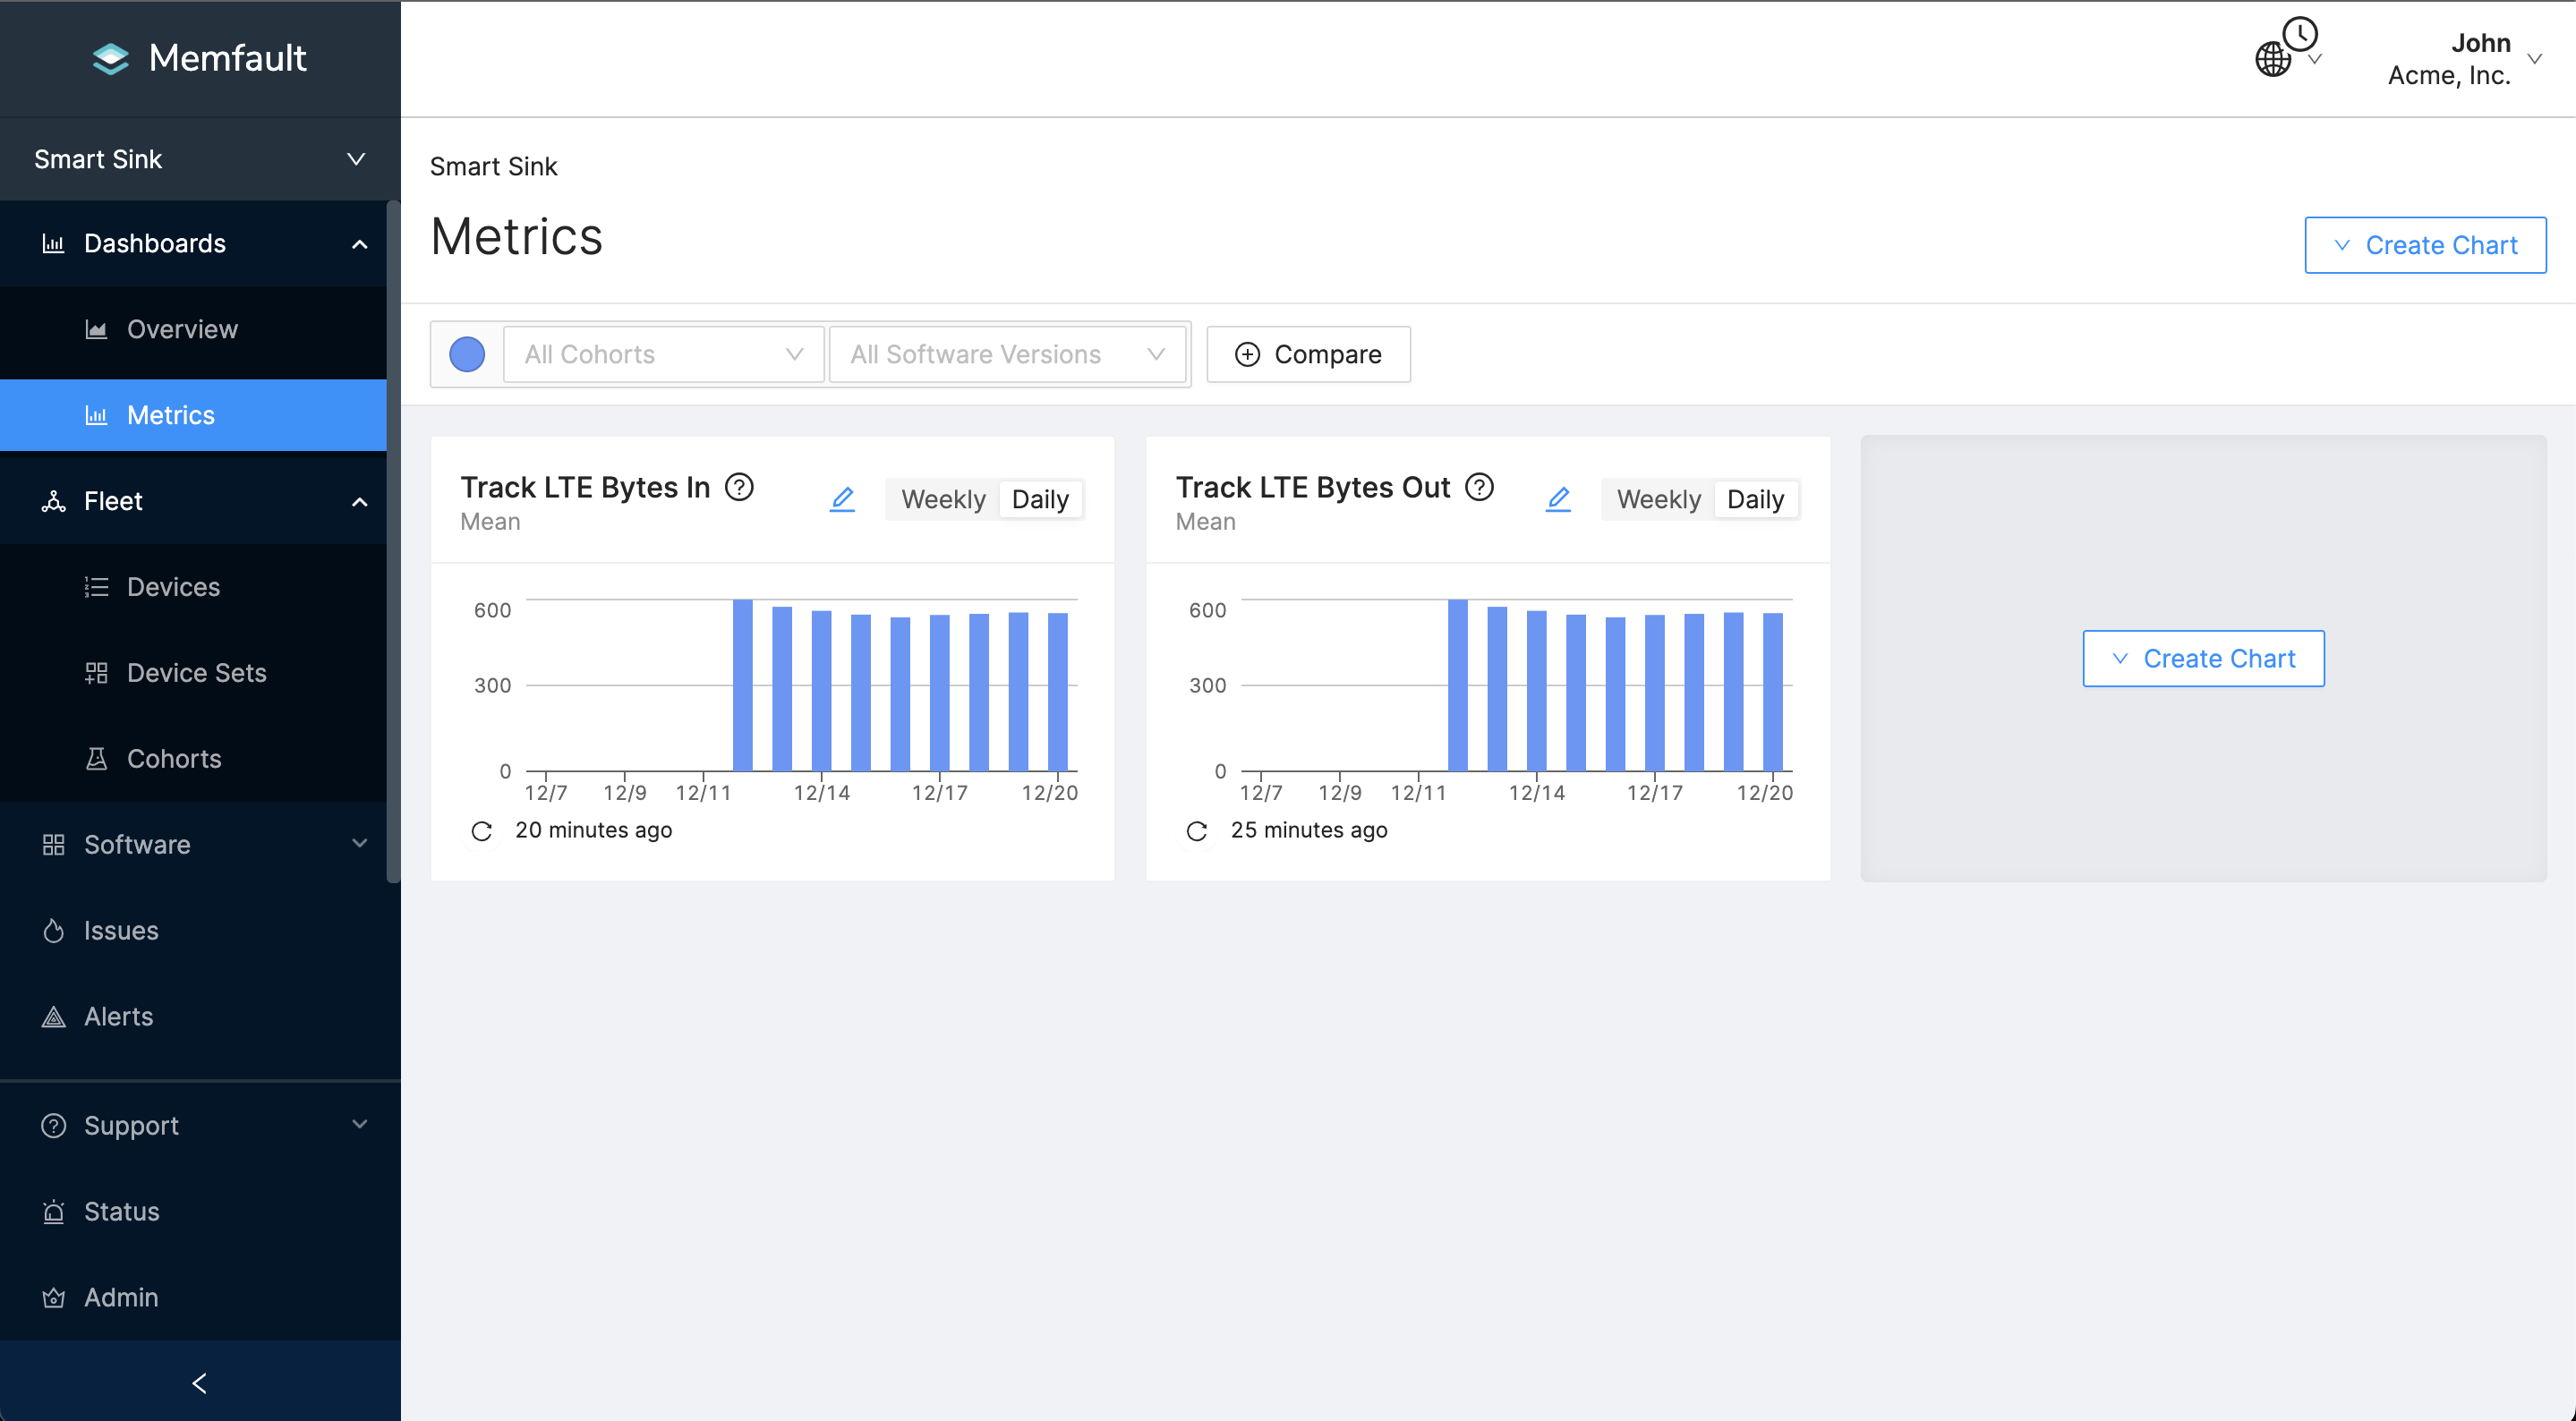 Memfault
John
Acme, Inc.
Smart Sink
Dashboards
Overview
Metrics
Fleet
Devices
Device Sets
Cohorts
Software
Issues
Alerts
Support
Status
Admin
Smart Sink
Metrics
Create Chart
All Cohorts
All Software Versions
Compare
Track LTE Bytes In
Mean
Weekly Daily
600
300
0
12/7 12/9 12/11 12/14 12/17 12/20
20 minutes ago
Track LTE Bytes Out
Mean
Weekly Daily
600
300
0
12/7 12/9 12/11 12/14 12/17 12/20
25 minutes ago
Create Chart